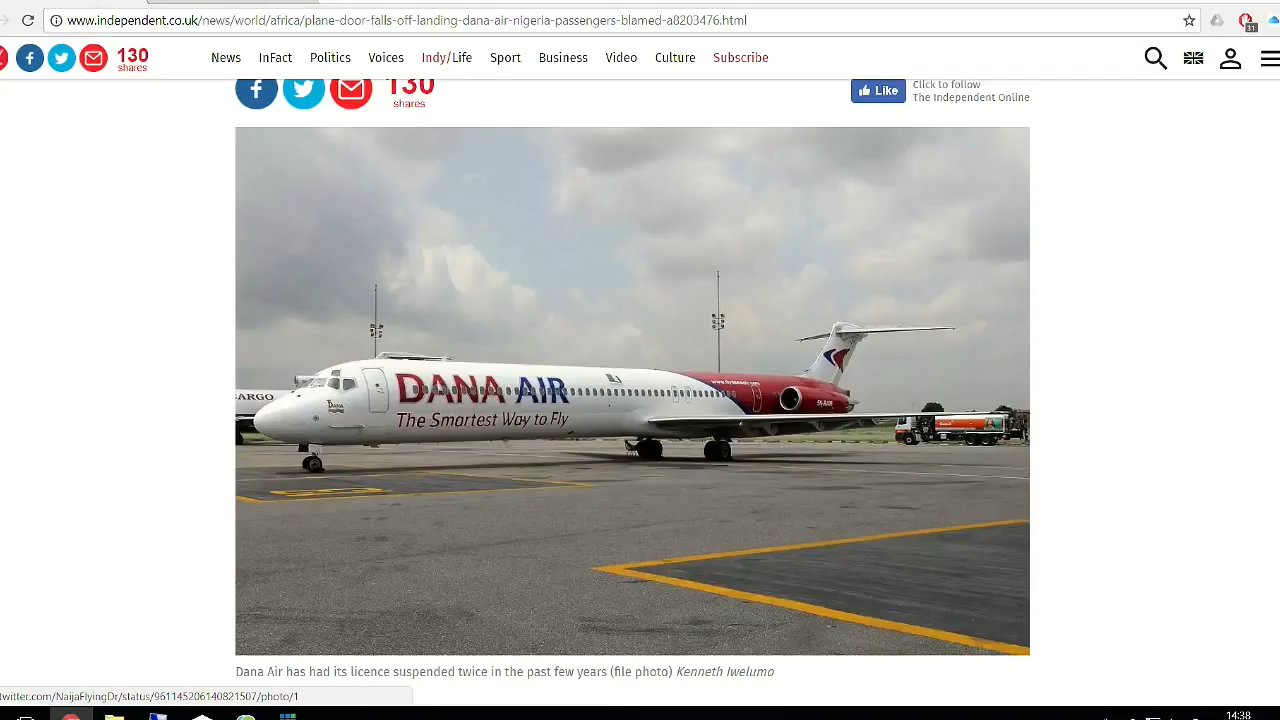 www.independent.co.uk/news/world/africa/plane-door-falls-off-landing-dana-air-nigeria-passengers-blamed-a8203476.html
31
130
shares
News InFact Politics Voices Indy/Life Sport Business Video Culture Subscribe
130
shares
Like
Click to follow
The Independent Online
ARGO
DANA AIR
The Smartest Way to Fly
Dana Air has had its licence suspended twice in the past few years (file photo) Kenneth Iwelumo
twitter.com/NaijaFlyingDr/status/961145206140821507/photo/1
14:38